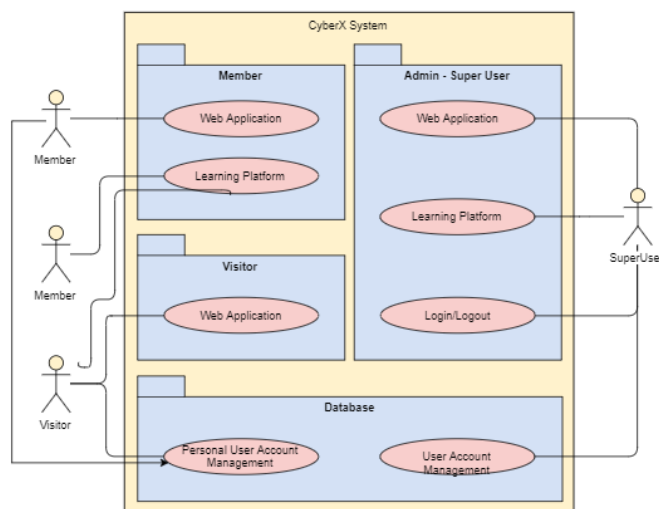 CyberX System
Member
Admin - Super User
Web Application
Web Application
Member
Learning Platform
Learning Platform
Member
Visitor
SuperUse
Web Application
Login/Logout
Visitor
Database
Personal User Account
Management
User Account
Management